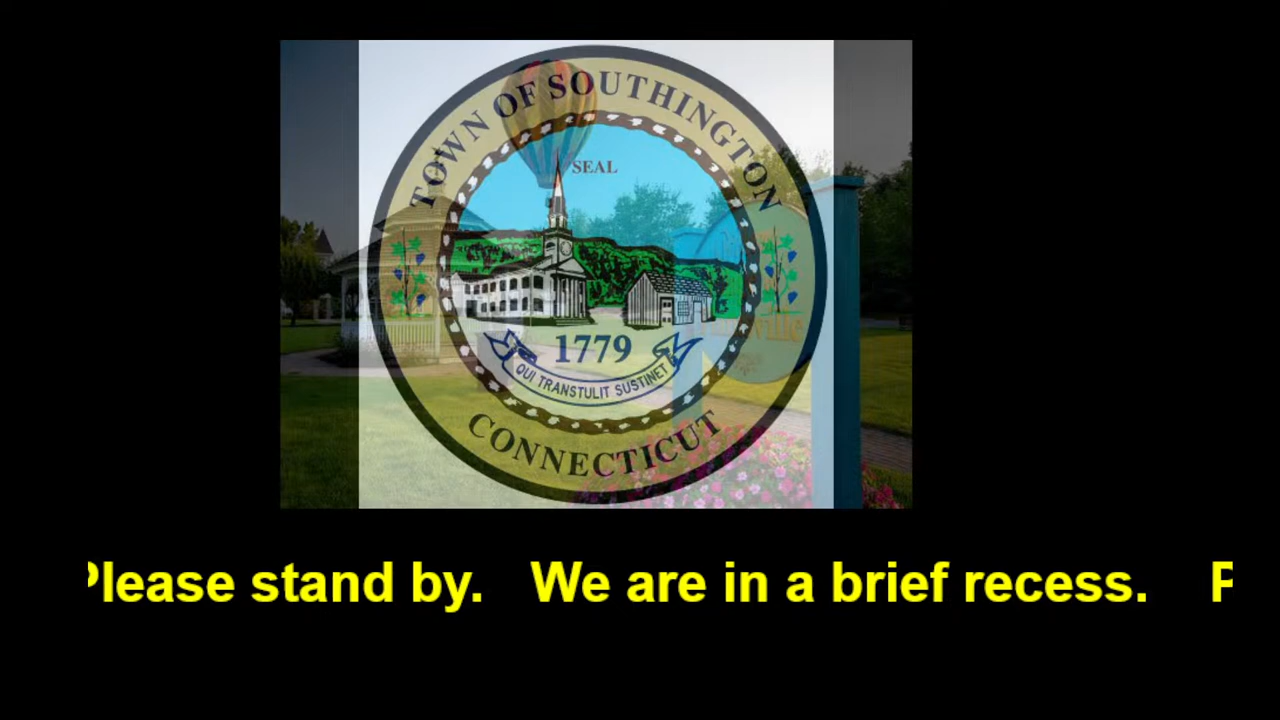 TOWN OF SOUTHINGTON
SEAL
1779
QUI TRANSTULIT SUSTINET
CONNECTICUT
Please stand by. We are in a brief recess. P